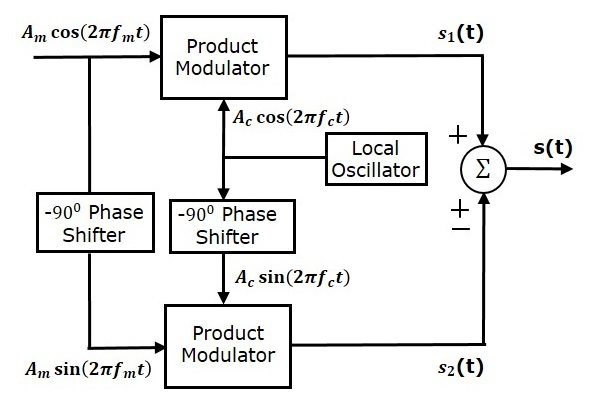 A_m cos(2πf_m t)
Product
Modulator
s₁(t)
A_c cos(2πf_c t)
Local
Oscillator
+
Σ
s(t)
-90⁰ Phase
Shifter
-90⁰ Phase
Shifter
+
−
A_c sin(2πf_c t)
Product
Modulator
A_m sin(2πf_m t)
s₂(t)